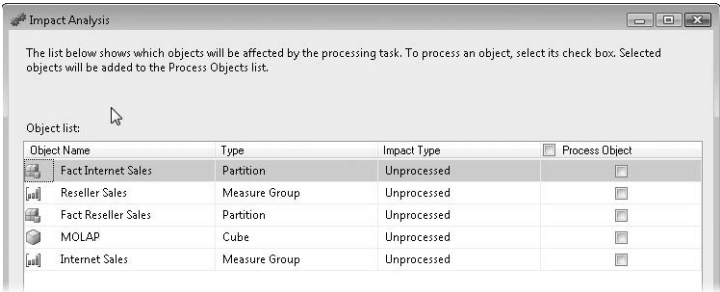 Impact Analysis
The list below shows which objects will be affected by the processing task. To process an object, select its check box. Selected
objects will be added to the Process Objects list.
Object list:
Object Name Type Impact Type Process Object
Fact Internet Sales Partition Unprocessed
Reseller Sales Measure Group Unprocessed
Fact Reseller Sales Partition Unprocessed
MOLAP Cube Unprocessed
Internet Sales Measure Group Unprocessed